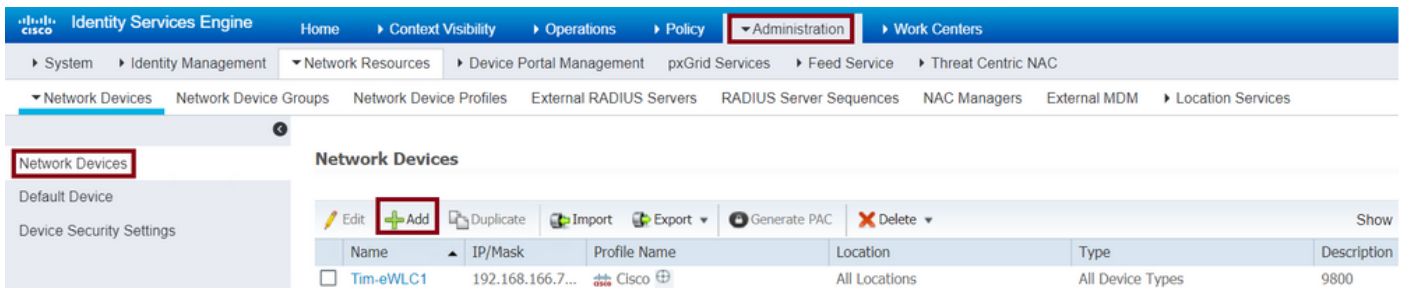 cisco Identity Services Engine Home Context Visibility Operations Policy Administration Work Centers
System Identity Management Network Resources Device Portal Management pxGrid Services Feed Service Threat Centric NAC
Network Devices Network Device Groups Network Device Profiles External RADIUS Servers RADIUS Server Sequences NAC Managers External MDM Location Services
Network Devices
Default Device
Device Security Settings
Network Devices
Edit Add Duplicate Import Export Generate PAC Delete Show
Name IP/Mask Profile Name Location Type Description
Tim-eWLC1 192.168.166.7... cisco Cisco All Locations All Device Types 9800